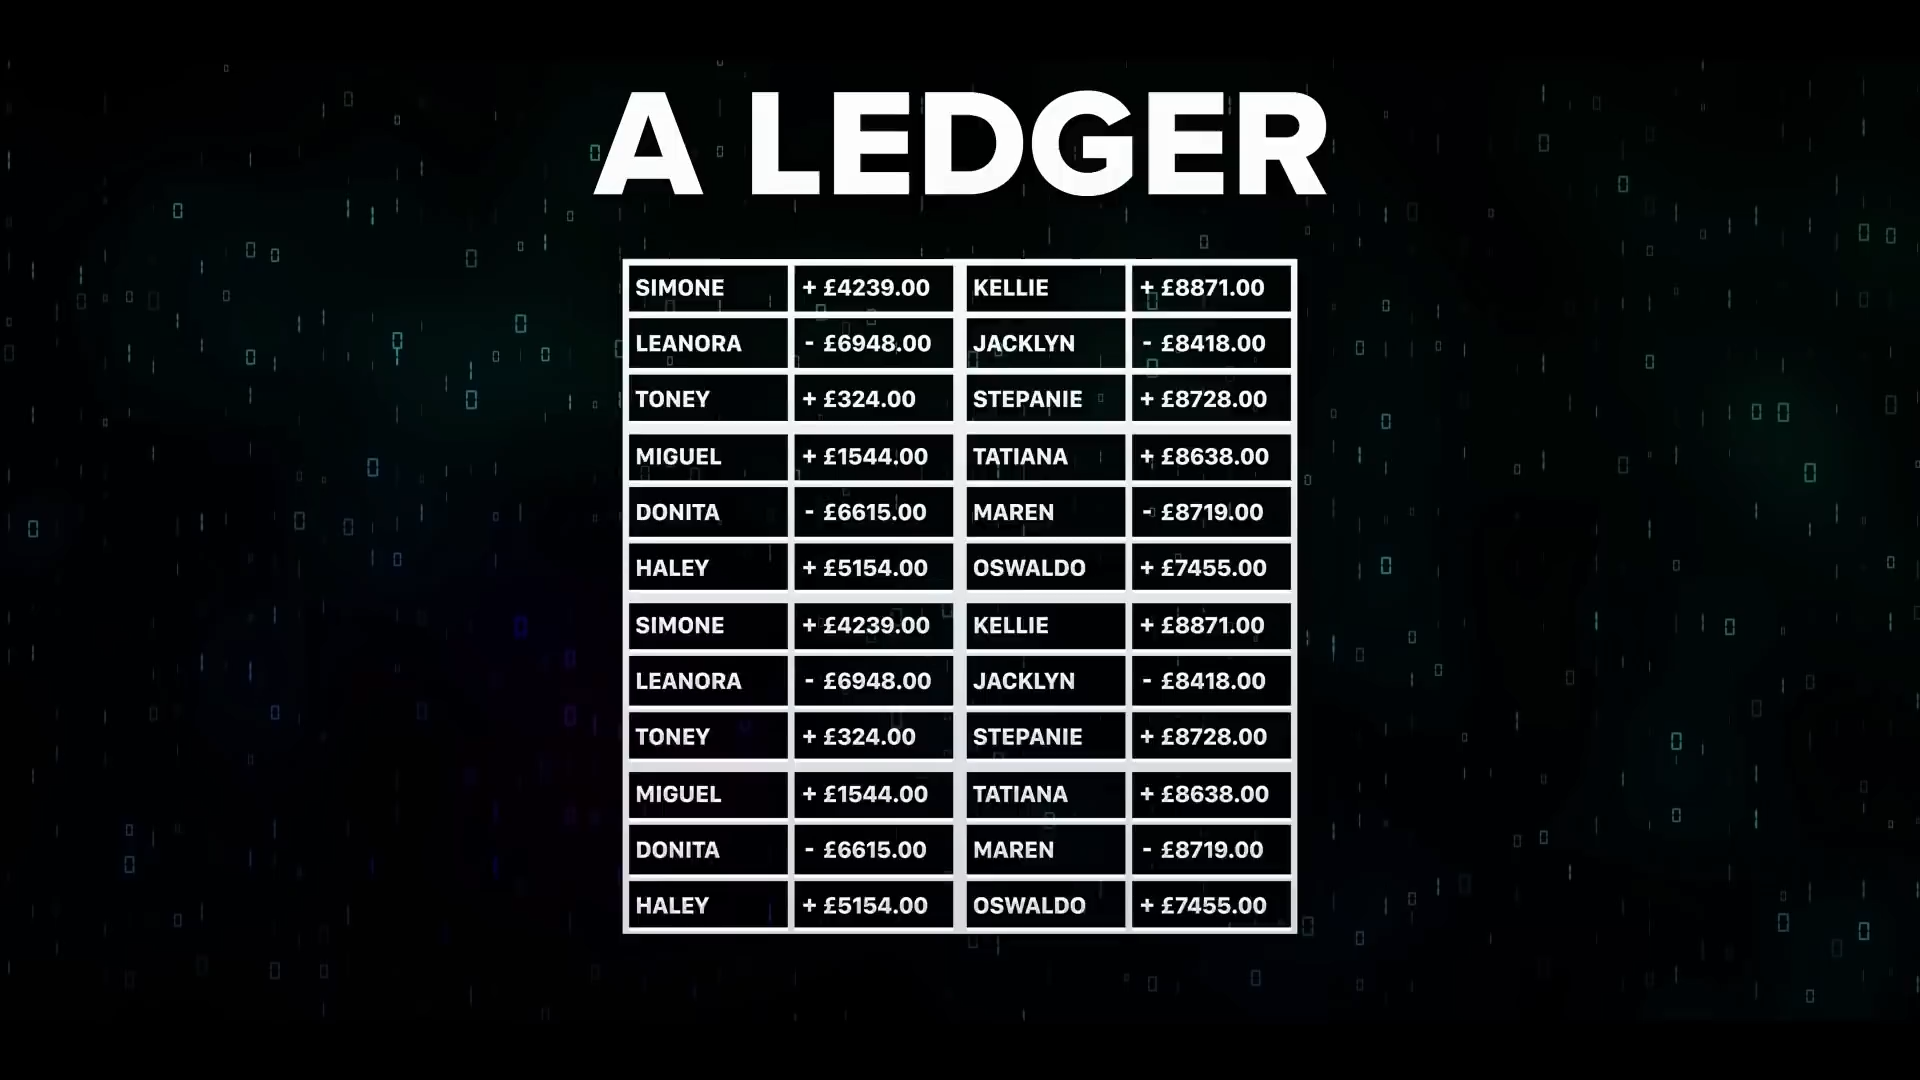 A LEDGER
SIMONE + £4239.00 KELLIE + £8871.00
LEANORA - £6948.00 JACKLYN - £8418.00
TONEY + £324.00 STEPANIE + £8728.00
MIGUEL + £1544.00 TATIANA + £8638.00
DONITA - £6615.00 MAREN - £8719.00
HALEY + £5154.00 OSWALDO + £7455.00
SIMONE + £4239.00 KELLIE + £8871.00
LEANORA - £6948.00 JACKLYN - £8418.00
TONEY + £324.00 STEPANIE + £8728.00
MIGUEL + £1544.00 TATIANA + £8638.00
DONITA - £6615.00 MAREN - £8719.00
HALEY + £5154.00 OSWALDO + £7455.00